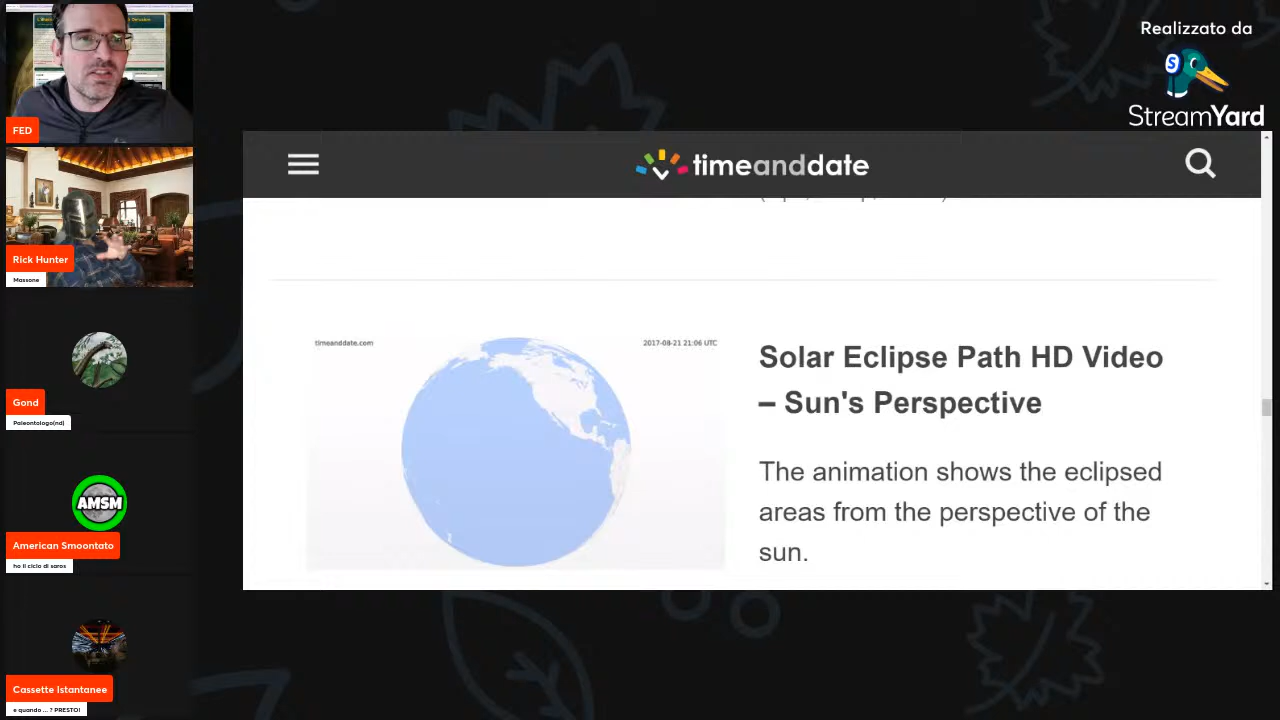 FED
Rick Hunter
Massone
Gond
Paleontologo(nd)
AMSM
American Smoontato
ho il ciclo di saros
Cassette Istantanee
e quando ... ? PRESTO!
Realizzato da
S
StreamYard
timeanddate
timeanddate.com
2017-08-21 21:06 UTC
Solar Eclipse Path HD Video
– Sun's Perspective
The animation shows the eclipsed
areas from the perspective of the
sun.